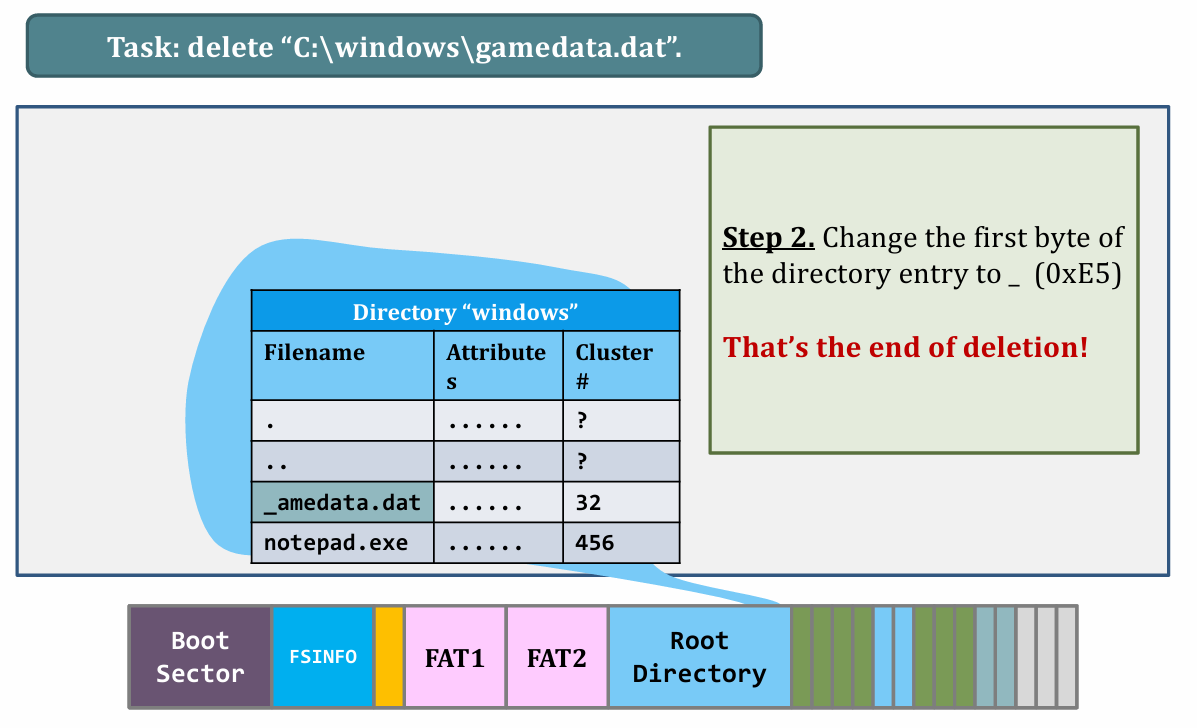 Task: delete “C:\windows\gamedata.dat”.
Step 2. Change the first byte of
the directory entry to _ (0xE5)
That’s the end of deletion!
Directory “windows”
Filename Attribute
s Cluster
#
. ...... ?
.. ...... ?
_amedata.dat ...... 32
notepad.exe ...... 456
Boot
Sector
FSINFO
FAT1
FAT2
Root
Directory